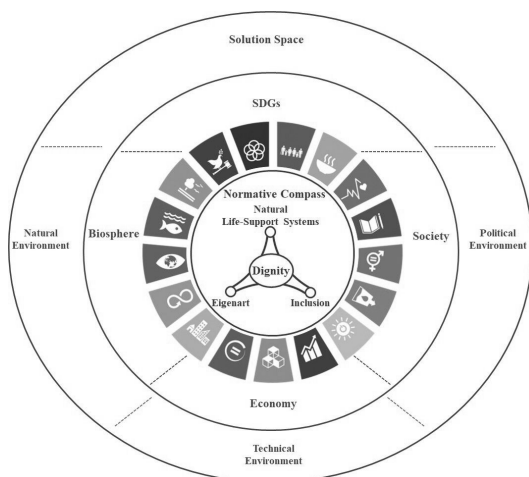 Solution Space
SDGs
Normative Compass
Natural
Life-Support Systems
Natural
Environment
Biosphere
Society
Political
Environment
Dignity
Eigenart
Inclusion
Economy
Technical
Environment